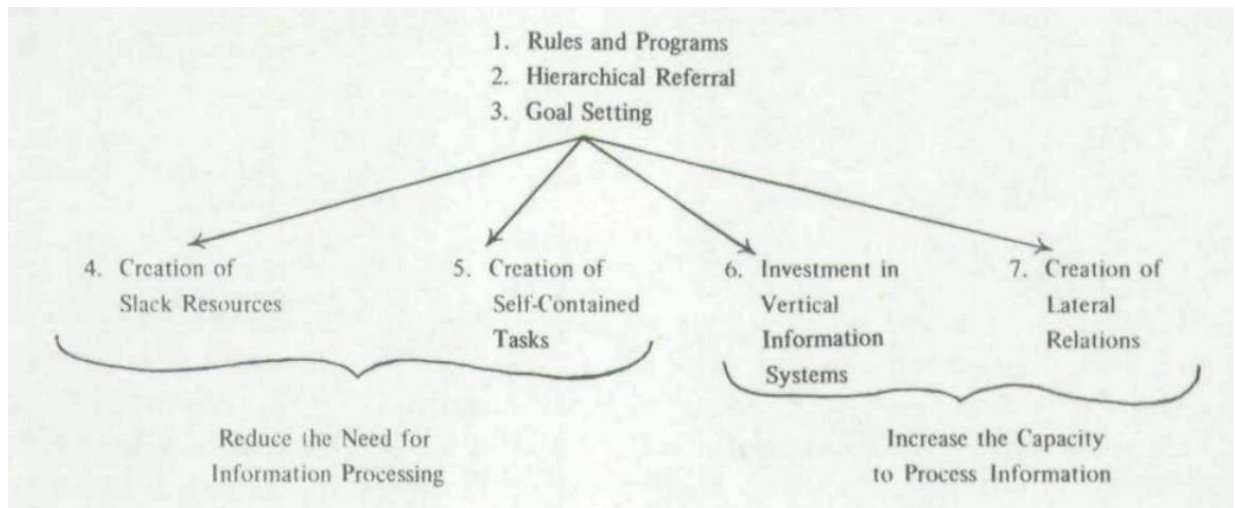 1. Rules and Programs
2. Hierarchical Referral
3. Goal Setting
4. Creation of
Slack Resources
5. Creation of
Self-Contained
Tasks
6. Investment in
Vertical
Information
Systems
7. Creation of
Lateral
Relations
Reduce the Need for
Information Processing
Increase the Capacity
to Process Information